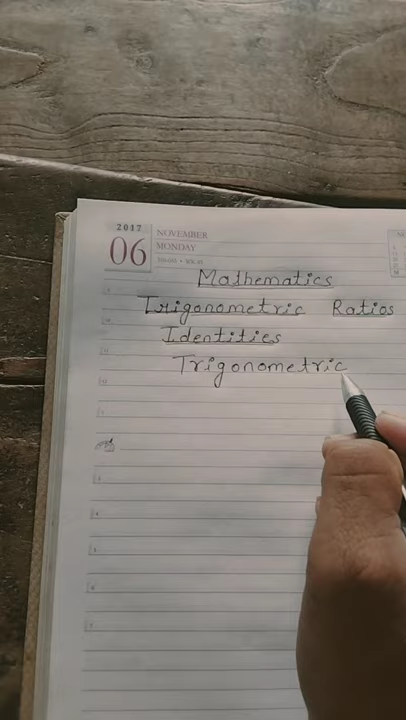 2017
06
NOVEMBER
MONDAY
Mathematics
Trigonometric Ratios
Identities
Trigonometric